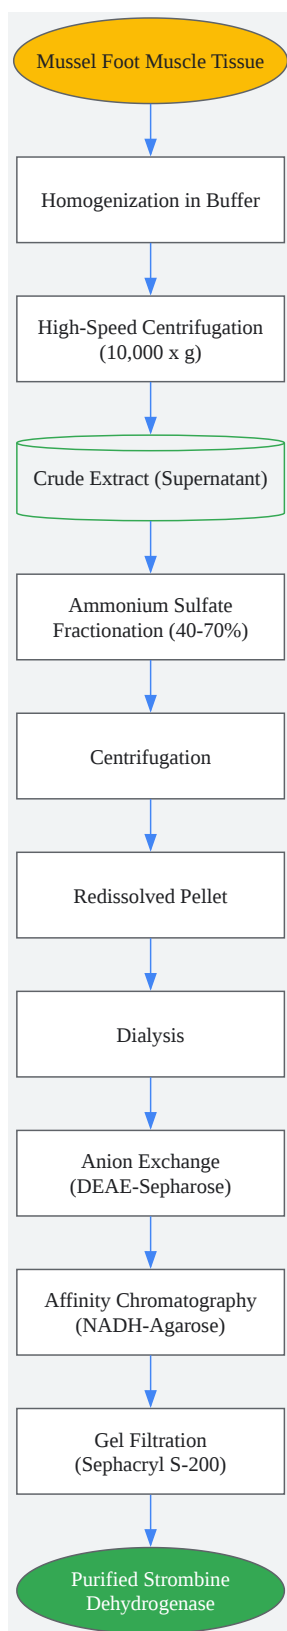 Mussel Foot Muscle Tissue
Homogenization in Buffer
High-Speed Centrifugation
(10,000 x g)
Crude Extract (Supernatant)
Ammonium Sulfate
Fractionation (40-70%)
Centrifugation
Redissolved Pellet
Dialysis
Anion Exchange
(DEAE-Sepharose)
Affinity Chromatography
(NADH-Agarose)
Gel Filtration
(Sephacryl S-200)
Purified Strombine
Dehydrogenase